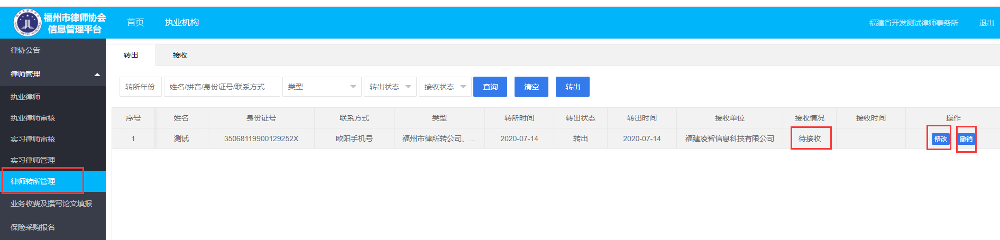 福州市律师协会
信息管理平台
首页 执业机构
福建省开发测试律师事务所 退出
律协公告
律师管理
执业律师
执业律师审核
实习律师审核
实习律师管理
律师转所管理
业务收费及撰写论文填报
保险采购报名
转出 接收
转所年份 姓名/拼音/身份证号/联系方式 类型 转出状态 接收状态 查询 清空 转出
序号 姓名 身份证号 联系方式 类型 转所时间 转出状态 转出时间 接收单位 接收情况 接收时间 操作
1 测试 35068119900129252X 欧阳手机号 福州市律所转公司、... 2020-07-14 转出 2020-07-14 福建凌智信息科技有限公司 待接收 修改 撤销